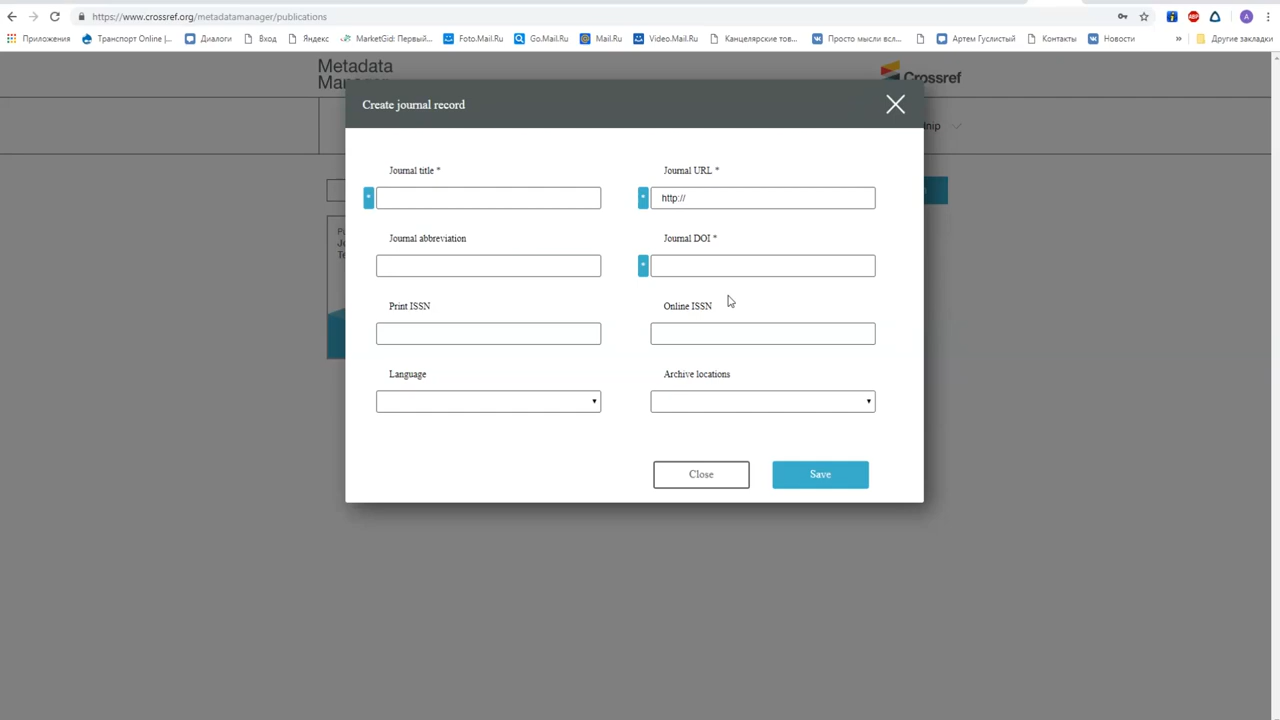 https://www.crossref.org/metadatamanager/publications
Приложения Транспорт Online |... Диалоги Вход Яндекс MarketGid: Первый... Foto.Mail.Ru Go.Mail.Ru Mail.Ru Video.Mail.Ru Канцелярские тов... Просто мысли всл... Артем Гуслистый Контакты Новости » Другие закладки
Metadata
Manager
Crossref
Create journal record
Journal title * Journal URL *
http://
Journal abbreviation Journal DOI *
Print ISSN Online ISSN
Language Archive locations
Close Save